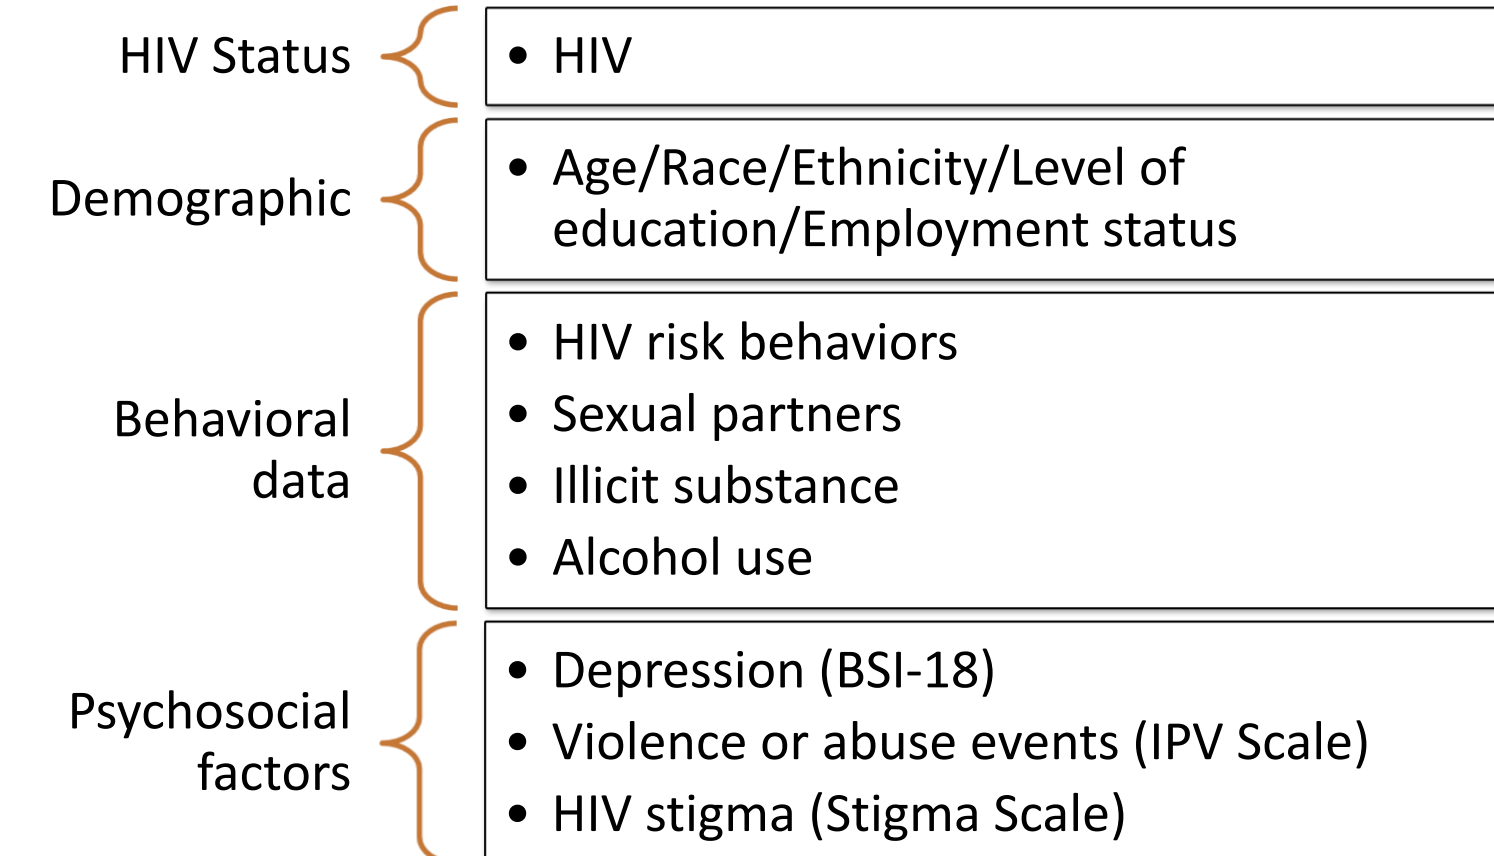 HIV Status
• HIV
Demographic
• Age/Race/Ethnicity/Level of
education/Employment status
Behavioral
data
• HIV risk behaviors
• Sexual partners
• Illicit substance
• Alcohol use
Psychosocial
factors
• Depression (BSI-18)
• Violence or abuse events (IPV Scale)
• HIV stigma (Stigma Scale)